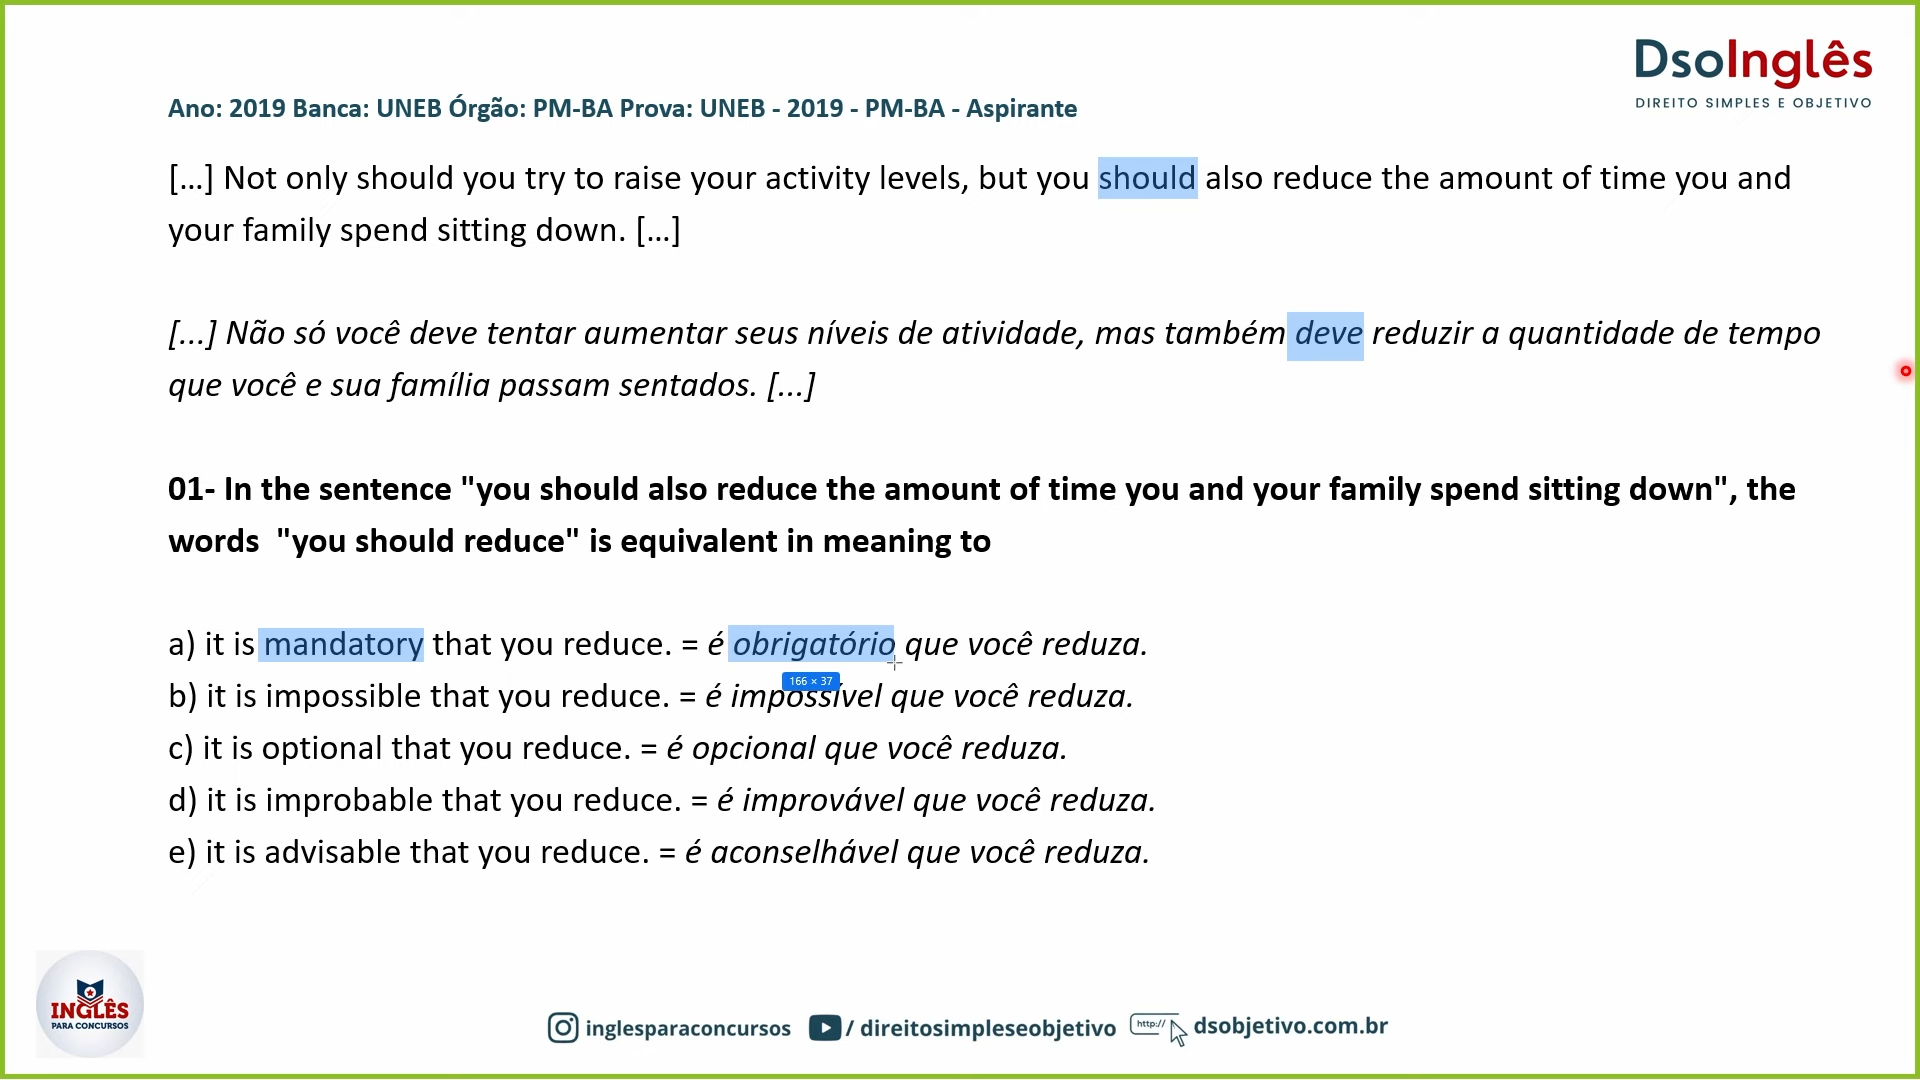 DsoInglês
DIREITO SIMPLES E OBJETIVO
Ano: 2019 Banca: UNEB Órgão: PM-BA Prova: UNEB - 2019 - PM-BA - Aspirante
[...] Not only should you try to raise your activity levels, but you should also reduce the amount of time you and
your family spend sitting down. [...]
[...] Não só você deve tentar aumentar seus níveis de atividade, mas também deve reduzir a quantidade de tempo
que você e sua família passam sentados. [...]
01- In the sentence "you should also reduce the amount of time you and your family spend sitting down", the
words "you should reduce" is equivalent in meaning to
a) it is mandatory that you reduce. = é obrigatório que você reduza.
166 × 37
b) it is impossible that you reduce. = é impossível que você reduza.
c) it is optional that you reduce. = é opcional que você reduza.
d) it is improbable that you reduce. = é improvável que você reduza.
e) it is advisable that you reduce. = é aconselhável que você reduza.
INGLÊS
PARA CONCURSOS
inglesparaconcursos / direitosimpleseobjetivo http:// dsobjetivo.com.br